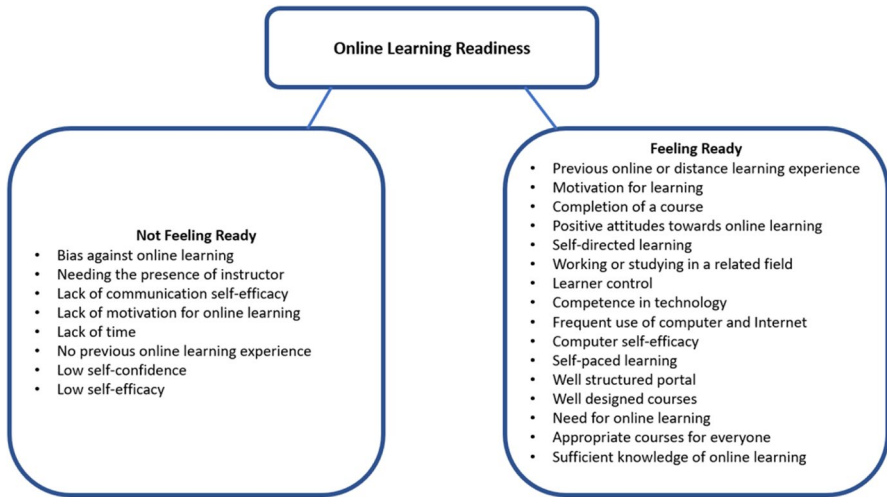 Online Learning Readiness
Not Feeling Ready
• Bias against online learning
• Needing the presence of instructor
• Lack of communication self-efficacy
• Lack of motivation for online learning
• Lack of time
• No previous online learning experience
• Low self-confidence
• Low self-efficacy
Feeling Ready
• Previous online or distance learning experience
• Motivation for learning
• Completion of a course
• Positive attitudes towards online learning
• Self-directed learning
• Working or studying in a related field
• Learner control
• Competence in technology
• Frequent use of computer and Internet
• Computer self-efficacy
• Self-paced learning
• Well structured portal
• Well designed courses
• Need for online learning
• Appropriate courses for everyone
• Sufficient knowledge of online learning